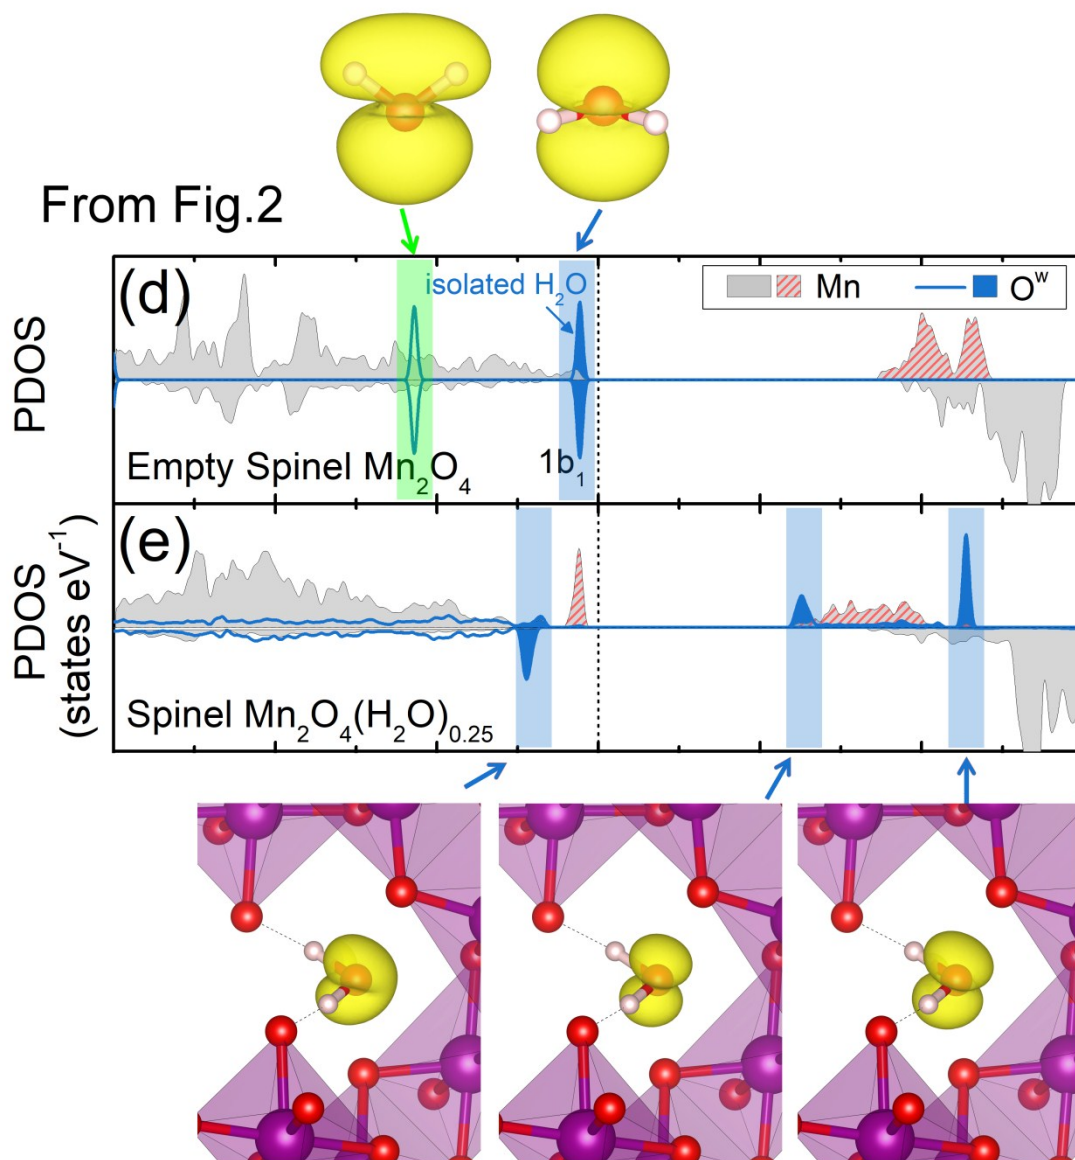 From Fig.2
(d)
isolated H₂O
Mn
Oʷ
PDOS
Empty Spinel Mn₂O₄
1b₁
(e)
PDOS
(states eV⁻¹)
Spinel Mn₂O₄(H₂O)₀.₂₅